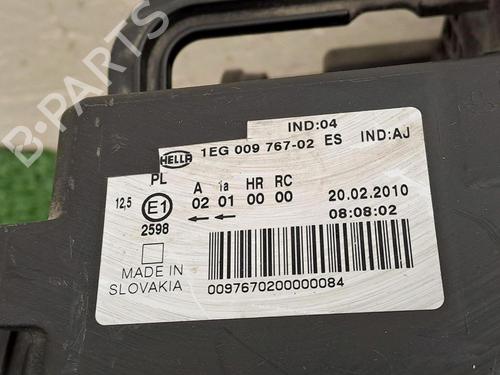 B-Parts
IND:04
HELLA 1EG 009 767-02 ES IND:AJ
PL A 1a HR RC
12,5 E1 02 01 00 00 20.02.2010
2598 08:08:02
MADE IN
SLOVAKIA
0097670200000084